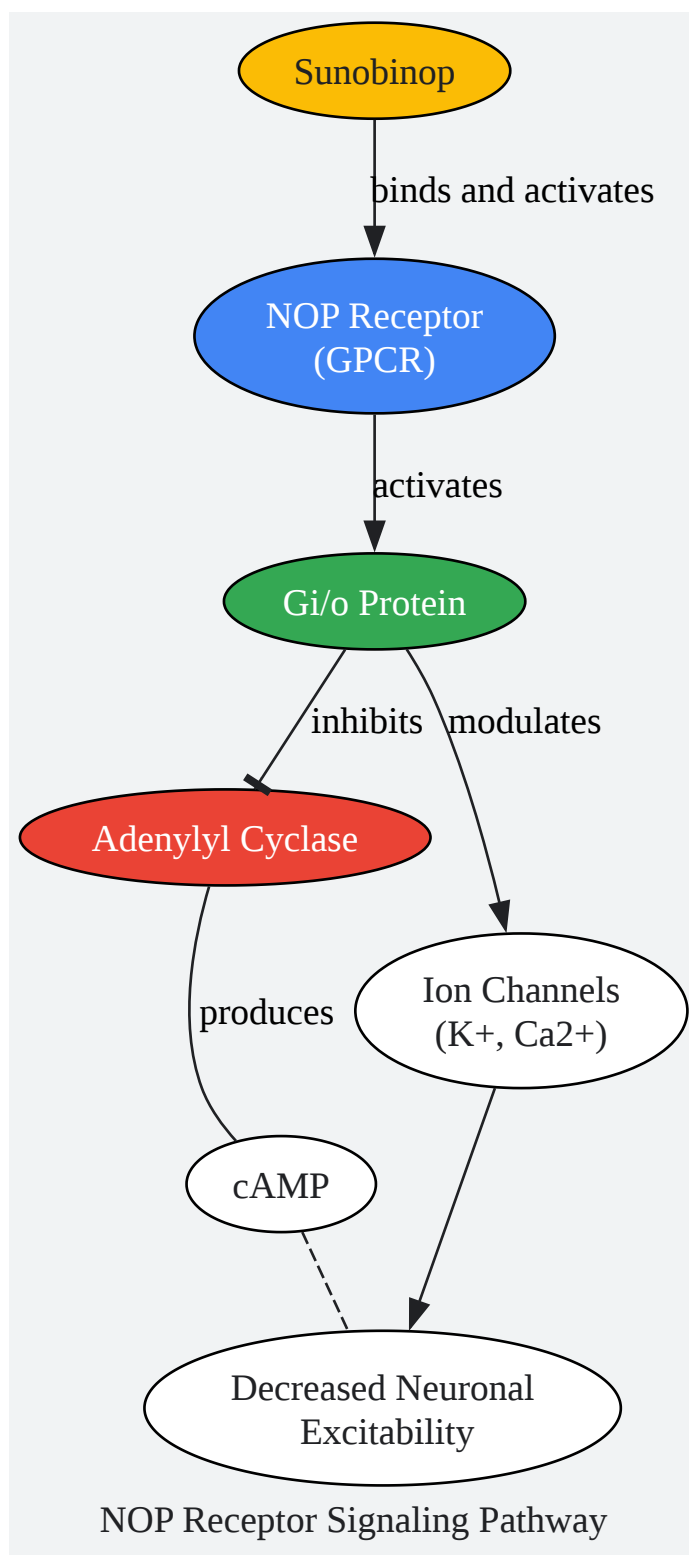 Sunobinop
binds and activates
NOP Receptor
(GPCR)
activates
Gi/o Protein
inhibits
modulates
Adenylyl Cyclase
Ion Channels
(K+, Ca2+)
produces
cAMP
Decreased Neuronal
Excitability
NOP Receptor Signaling Pathway